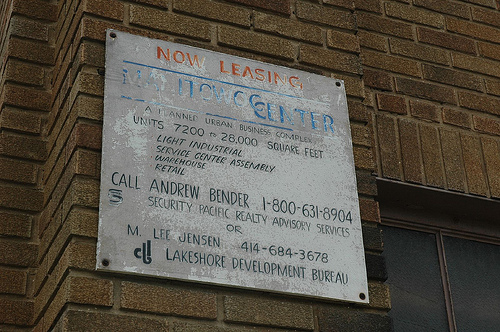 NOW LEASING
CENTER
A PLANNED URBAN BUSINESS COMPLEX
UNITS 7200 to 28,000 SQUARE FEET
LIGHT INDUSTRIAL
SERVICE CENTER ASSEMBLY
WAREHOUSE
RETAIL
CALL ANDREW BENDER 1-800-631-8904
SECURITY PACIFIC REALTY ADVISORY SERVICES
OR
M. LEE JENSEN 414-684-3678
LAKESHORE DEVELOPMENT BUREAU